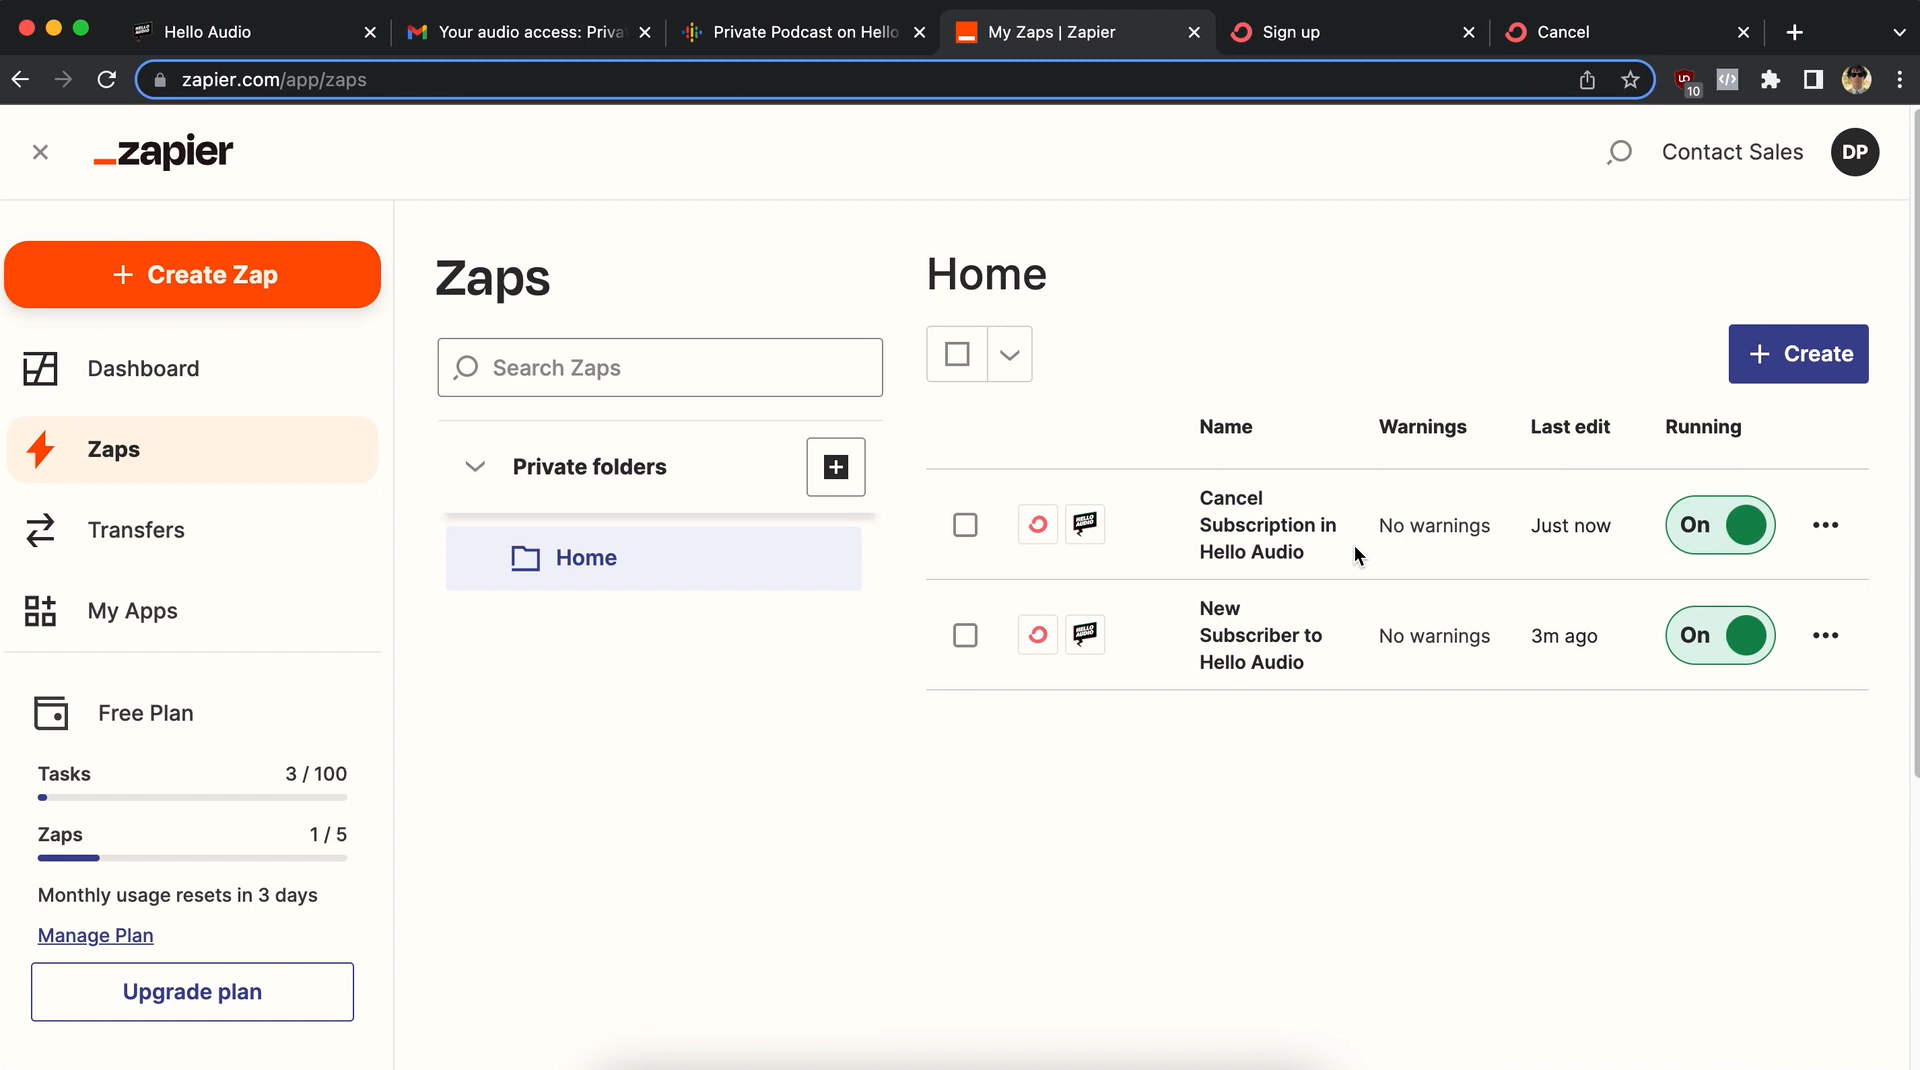 Hello Audio
Your audio access: Priva
Private Podcast on Hello
My Zaps | Zapier
Sign up
Cancel
zapier.com/app/zaps
10
_zapier
Contact Sales
DP
+ Create Zap
Dashboard
Zaps
Transfers
My Apps
Free Plan
Tasks 3 / 100
Zaps 1 / 5
Monthly usage resets in 3 days
Manage Plan
Upgrade plan
Zaps
Search Zaps
Private folders
Home
Home
+ Create
Name Warnings Last edit Running
Cancel
Subscription in
Hello Audio
No warnings Just now On
New
Subscriber to
Hello Audio
No warnings 3m ago On